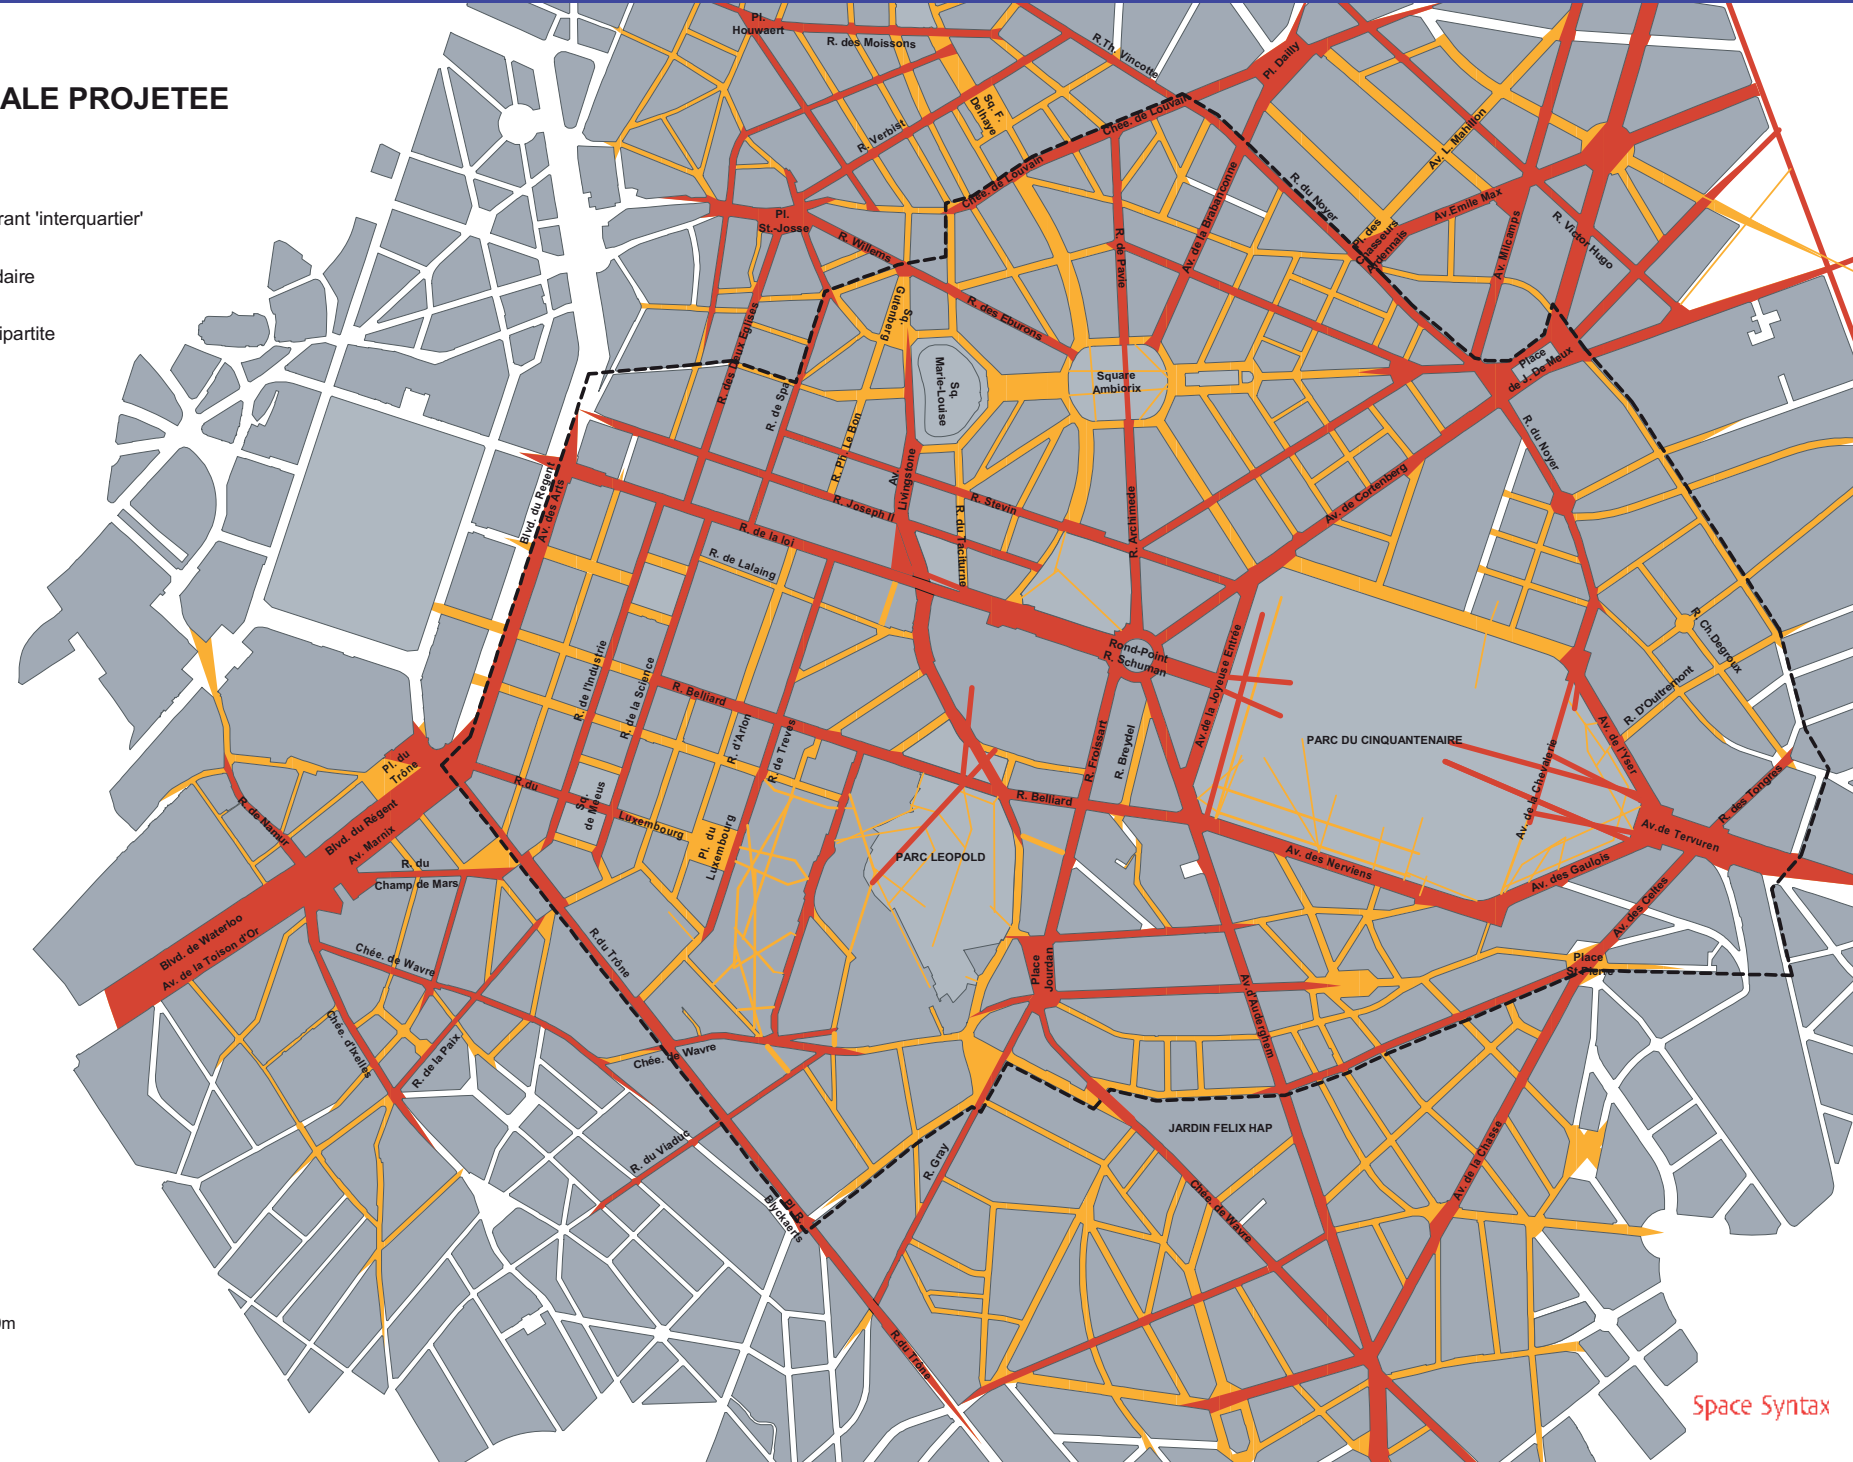 ALE PROJETEE
rant 'interquartier'
daire
ipartite
m
Pl.
Houwaert
R. des Moissons
R.Th. Vincotte
Pl. Dailly
Sq. F.
Delhaye
R. Verbist
Chée. de Louvain
Chée. de Louvain
Av. L. Mahillon
R. du Noyer
Av.Emile Max
Pl. des
Chasseurs
Ardennais
Av. Milcamps
R. Victor Hugo
Pl.
St.-Josse
R. Willems
R. de Pavie
Av. de la Brabançonne
Sq.
Gutenberg
R. des Eburons
R. des Deux Eglises
R. de Spa
Sq.
Marie-Louise
Square
Ambiorix
Place
de J. De Meux
R. du Noyer
R. Ph. Le Bon
Av.
Livingstone
R. Stevin
R. Joseph II
R. du Taciturne
R. Archimede
Av. de Cortenberg
Blvd. du Regent
Av. des Arts
R. de la loi
R. de Lalaing
R. Ch.Degroux
R. D'Oultremont
Rond-Point
R. Schuman
Av.de la Joyeuse Entrée
R. de l'Industrie
R. de la Science
R. Belliard
R. d'Arlon
R. de Treves
R. Froissart
R. Breydel
PARC DU CINQUANTENAIRE
Av. de la Chevalerie
Av. de l'Yser
R. des Tongres
Pl. du
Trône
R.du
Sq.
de Meeus
Luxembourg
Pl. du
Luxembourg
R. Belliard
PARC LEOPOLD
Av. des Nerviens
Av.de Tervuren
Av. des Gaulois
Av. des Celtes
R. de Namur
Blvd. du Régent
Av. Marnix
R. du
Champ de Mars
Blvd. de Waterloo
Av. de la Toison d'Or
Chée. de Wavre
R.du Trône
Place
Jourdan
Place
St Pierre
Av.d'Auderghem
Chée. d'Ixelles
R. de la Paix
Chée. de Wavre
R. du Viaduc
R. Gray
JARDIN FELIX HAP
Av. de la Chasse
Pl. R.
Blyckaerts
Chée. de Wavre
R.du Trône
Space Syntax